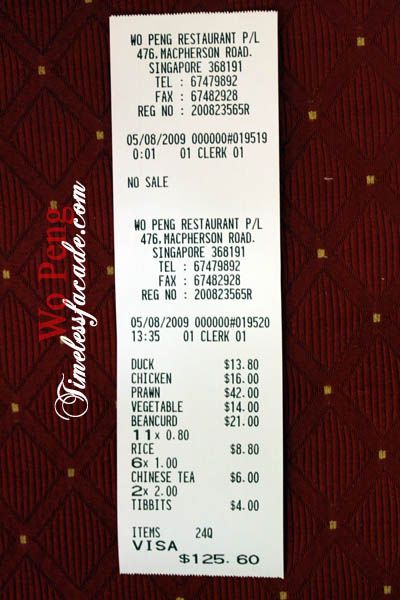 WO PENG RESTAURANT P/L
476,MACPHERSON ROAD.
SINGAPORE 368191
TEL : 67479892
FAX : 67482928
REG NO : 200823565R
05/08/2009 000000#019519
0:01 01 CLERK 01
NO SALE
WO PENG RESTAURANT P/L
476,MACPHERSON ROAD.
SINGAPORE 368191
TEL : 67479892
FAX : 67482928
REG NO : 200823565R
05/08/2009 000000#019520
13:35 01 CLERK 01
DUCK $13.80
CHICKEN $16.00
PRAWN $42.00
VEGETABLE $14.00
BEANCURD $21.00
11x 0.80
RICE $8.80
6x 1.00
CHINESE TEA $6.00
2x 2.00
TIBBITS $4.00
ITEMS 24Q
VISA
$125.60
Wo Peng
Timelessfacade.com